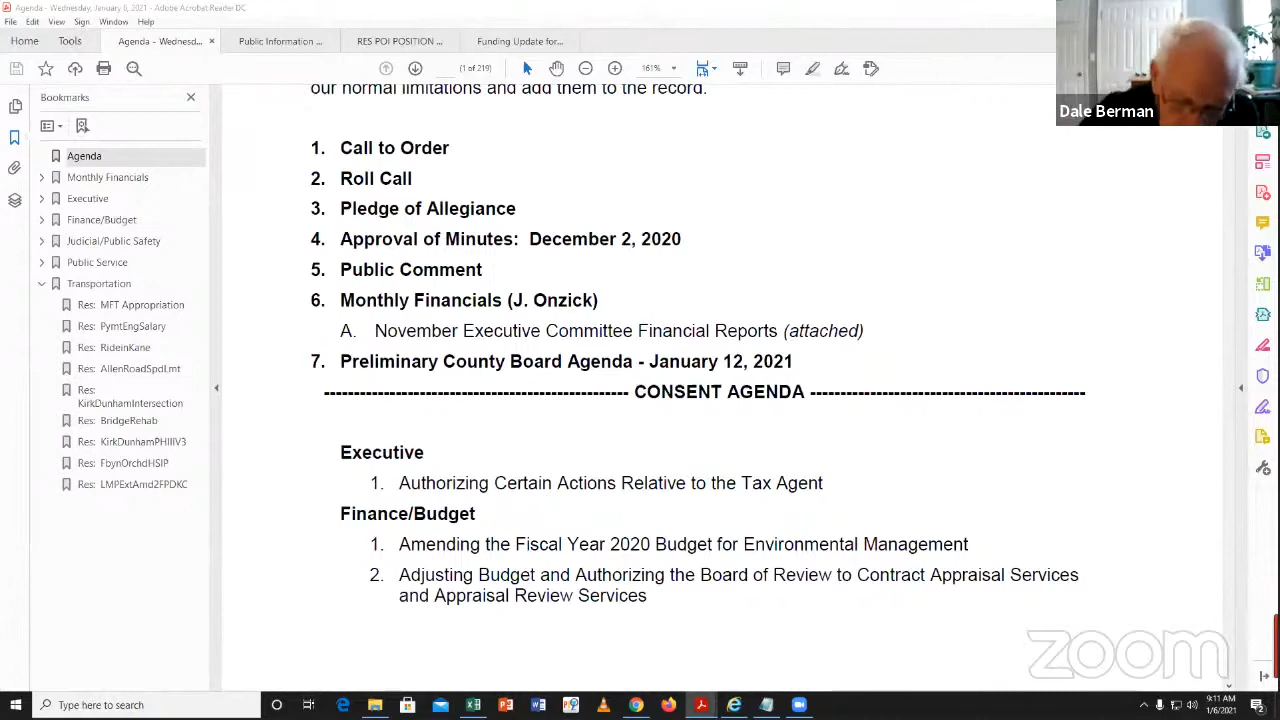 Agenda - Wednesday, January 6, 2021 - Adobe Acrobat Reader DC
File Edit View Sign Window Help
Home Tools Agenda - Wednesd... × Public Information ... RES POI POSITION ... Funding Update for...
(1 of 219) 161%
Bookmarks
Agenda
Monthly Financials
Executive
Finance/Budget
Judicial/Public Safety
Public Service
Transportation
Res: MFT Appropriation
Res: PymtEngSalary
Res: RideinKane
Res: AllenRoadSpdLmt
Res:
KirkDunhamIntersection
Res: BridgeRehab
Res: KirkDunhamPHIIIV3
Res: FbynOrchdHSIP
Res: LMPExtAmd2FPDKC
our normal limitations and add them to the record.
1. Call to Order
2. Roll Call
3. Pledge of Allegiance
4. Approval of Minutes: December 2, 2020
5. Public Comment
6. Monthly Financials (J. Onzick)
A. November Executive Committee Financial Reports (attached)
7. Preliminary County Board Agenda - January 12, 2021
------------------------------------------------- CONSENT AGENDA --------------------------------------------
Executive
1. Authorizing Certain Actions Relative to the Tax Agent
Finance/Budget
1. Amending the Fiscal Year 2020 Budget for Environmental Management
2. Adjusting Budget and Authorizing the Board of Review to Contract Appraisal Services
and Appraisal Review Services
Dale Berman
zoom
Type here to search
9:11 AM
1/6/2021
2